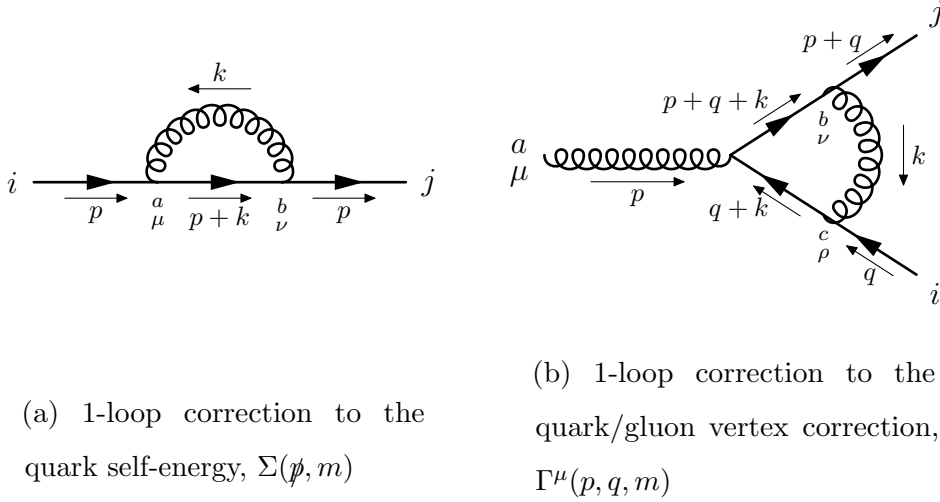 k
i
p
a
μ
p + k
b
ν
p
j
(a) 1-loop correction to the
quark self-energy, Σ(p̸, m)
j
p + q
p + q + k
b
ν
a
μ
k
p
q + k
c
ρ
q
i
(b) 1-loop correction to the
quark/gluon vertex correction,
Γ^μ(p, q, m)